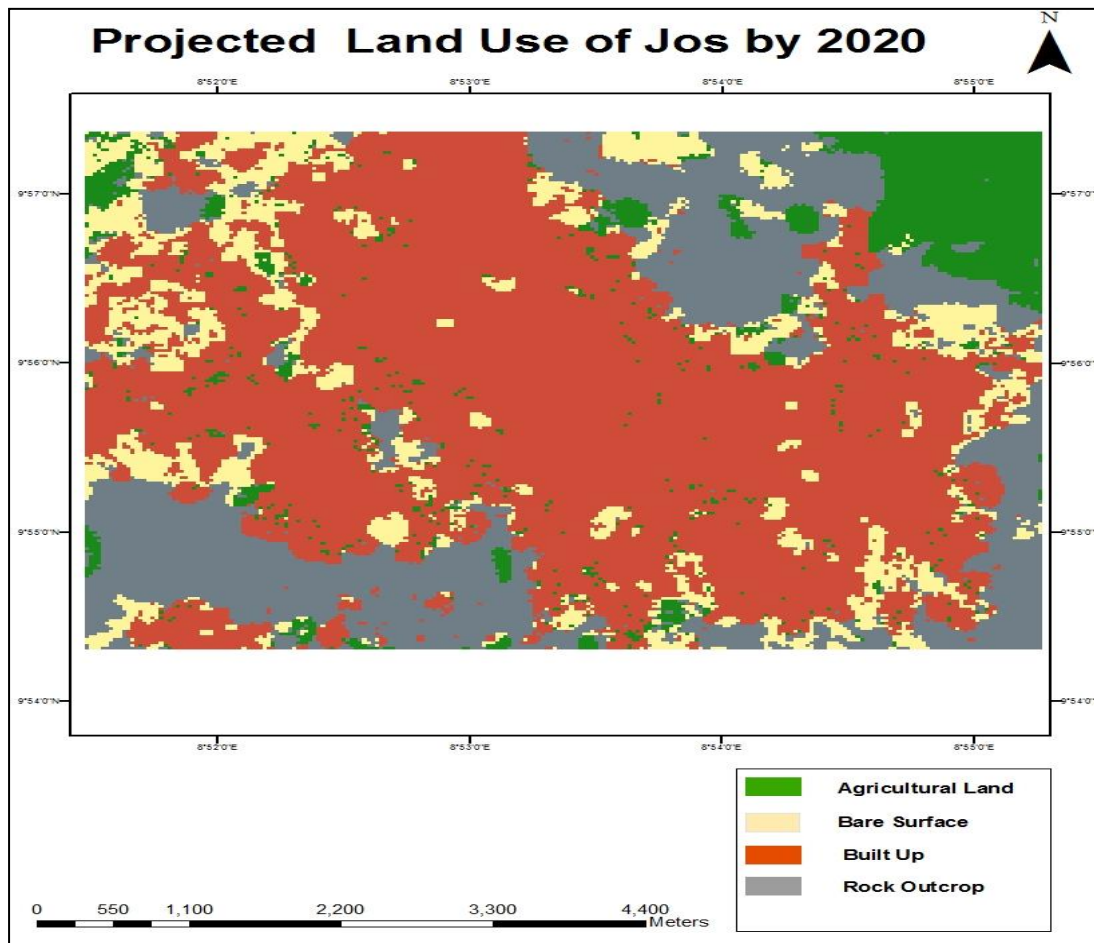 N
Projected Land Use of Jos by 2020
8°52'0"E 8°53'0"E 8°54'0"E 8°55'0"E
9°57'0"N 9°57'0"N
9°56'0"N 9°56'0"N
9°55'0"N 9°55'0"N
9°54'0"N 9°54'0"N
8°52'0"E 8°53'0"E 8°54'0"E 8°55'0"E
Agricultural Land
Bare Surface
Built Up
Rock Outcrop
0 550 1,100 2,200 3,300 4,400
Meters